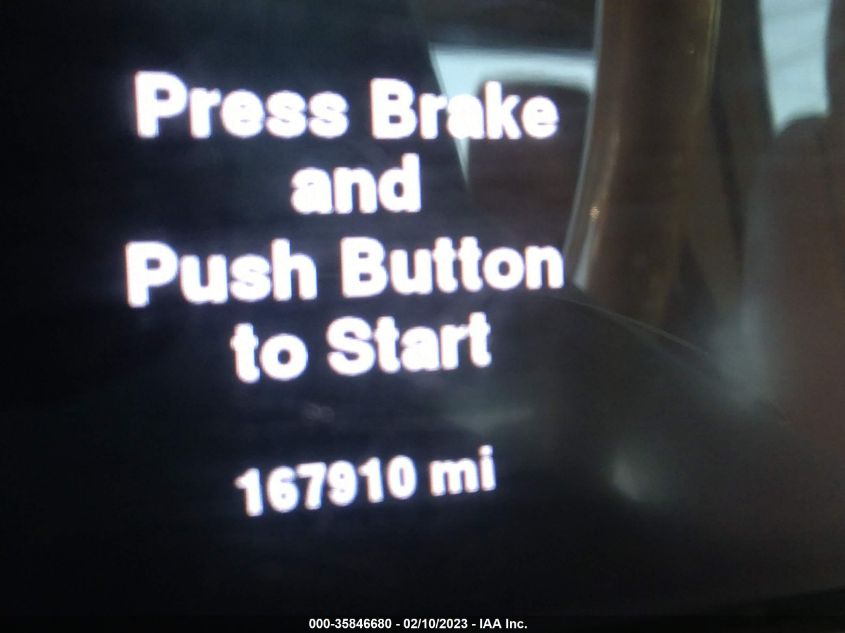 Press Brake
and
Push Button
to Start
167910 mi
000-35846680 - 02/10/2023 - IAA Inc.